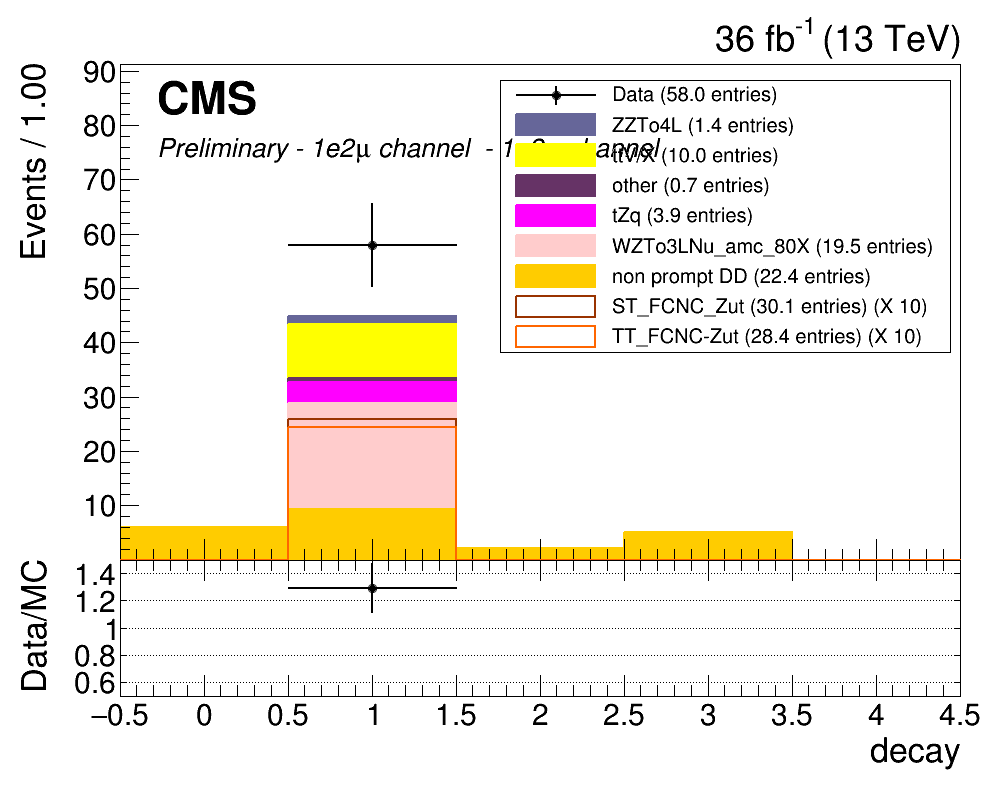 36 fb-1 (13 TeV)
Events / 1.00
90
80
70
60
50
40
30
20
10
CMS
Preliminary - 1e2μ channel - 1 channel
Data (58.0 entries)
ZZTo4L (1.4 entries)
ttV/X (10.0 entries)
other (0.7 entries)
tZq (3.9 entries)
WZTo3LNu_amc_80X (19.5 entries)
non prompt DD (22.4 entries)
ST_FCNC_Zut (30.1 entries) (X 10)
TT_FCNC-Zut (28.4 entries) (X 10)
Data/MC
1.4
1.2
1
0.8
0.6
−0.5 0 0.5 1 1.5 2 2.5 3 3.5 4 4.5
decay